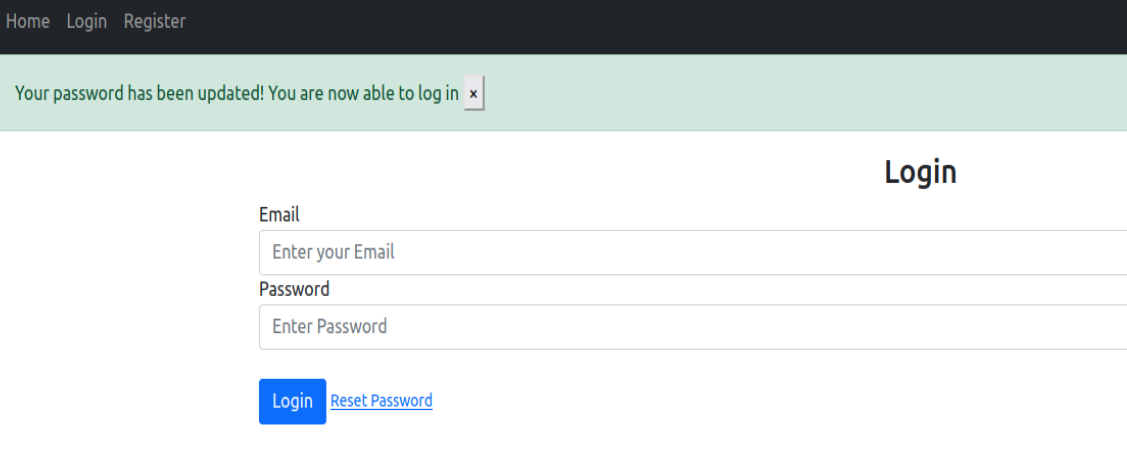 Home Login Register
Your password has been updated! You are now able to log in ×
Login
Email
Enter your Email
Password
Enter Password
Login Reset Password